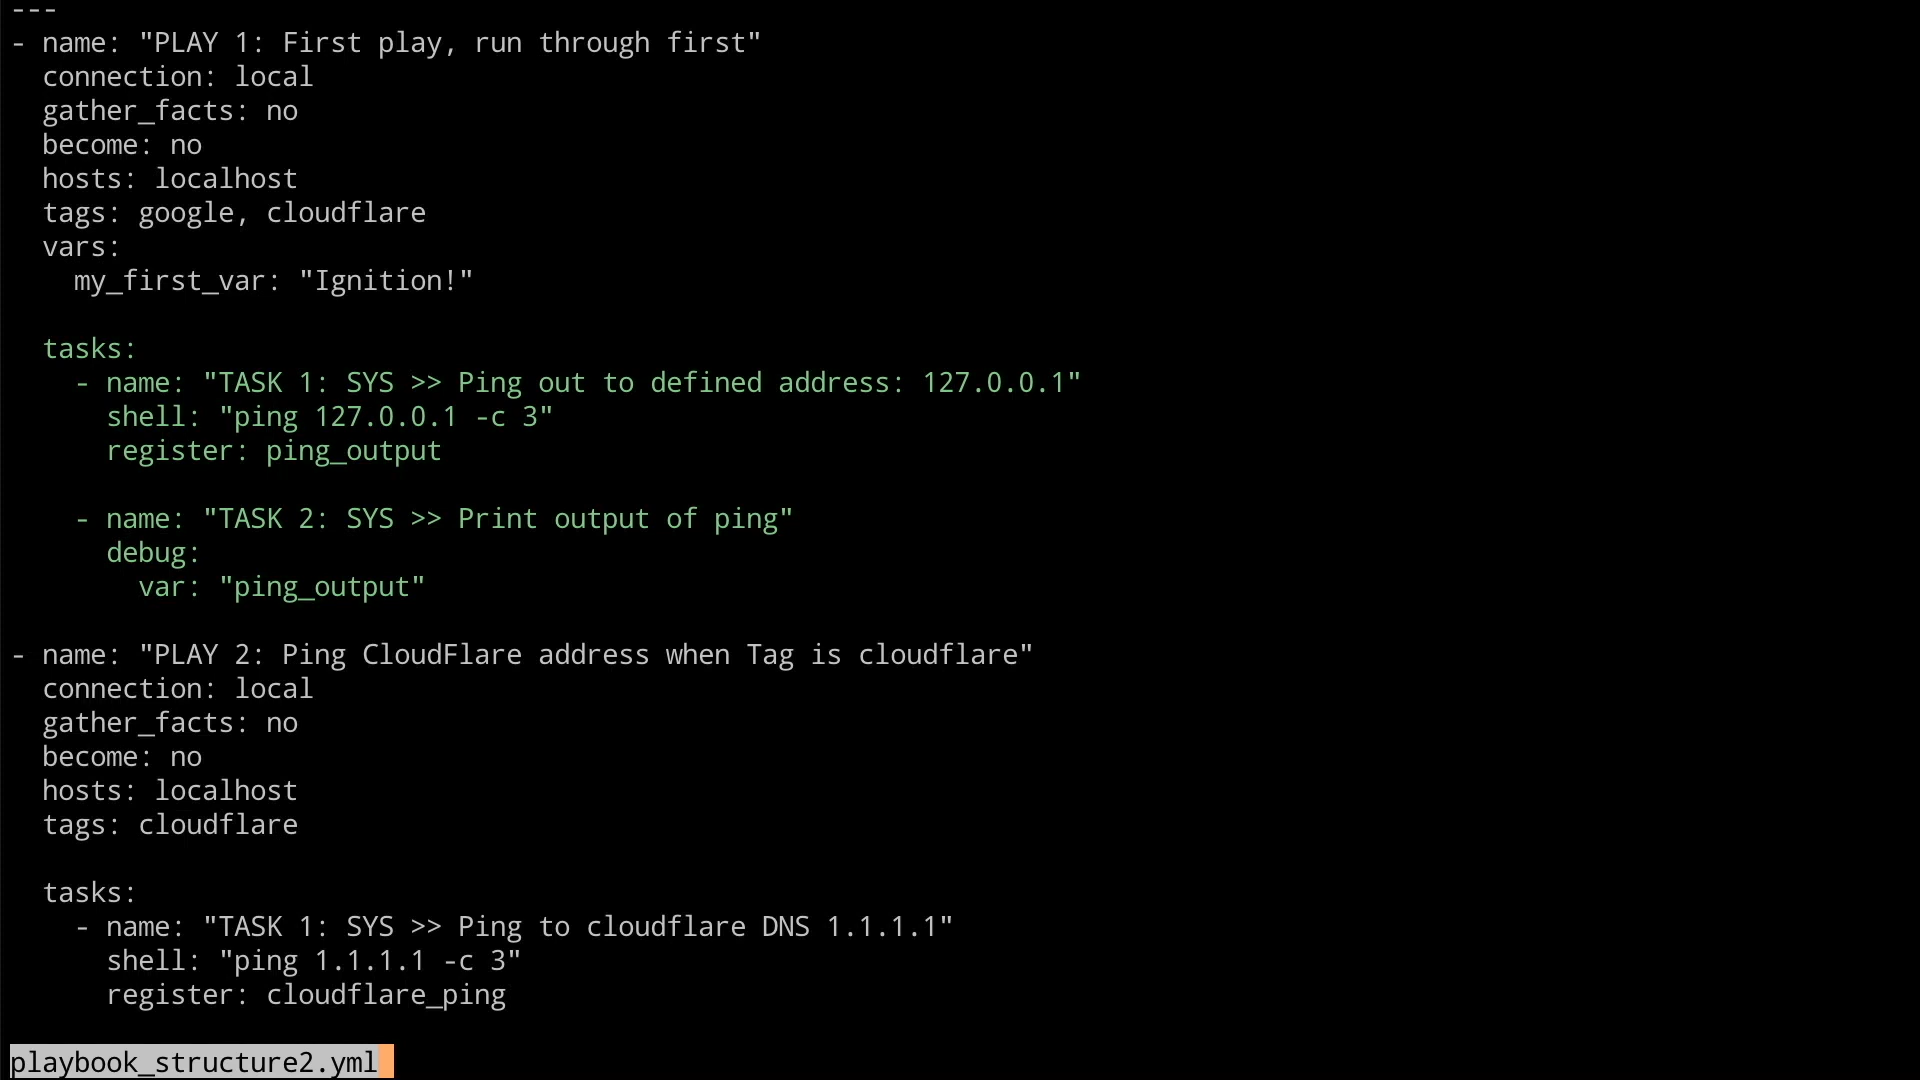 ---
- name: "PLAY 1: First play, run through first"
  connection: local
  gather_facts: no
  become: no
  hosts: localhost
  tags: google, cloudflare
  vars:
    my_first_var: "Ignition!"

  tasks:
    - name: "TASK 1: SYS >> Ping out to defined address: 127.0.0.1"
      shell: "ping 127.0.0.1 -c 3"
      register: ping_output

    - name: "TASK 2: SYS >> Print output of ping"
      debug:
        var: "ping_output"

- name: "PLAY 2: Ping CloudFlare address when Tag is cloudflare"
  connection: local
  gather_facts: no
  become: no
  hosts: localhost
  tags: cloudflare

  tasks:
    - name: "TASK 1: SYS >> Ping to cloudflare DNS 1.1.1.1"
      shell: "ping 1.1.1.1 -c 3"
      register: cloudflare_ping

playbook_structure2.yml